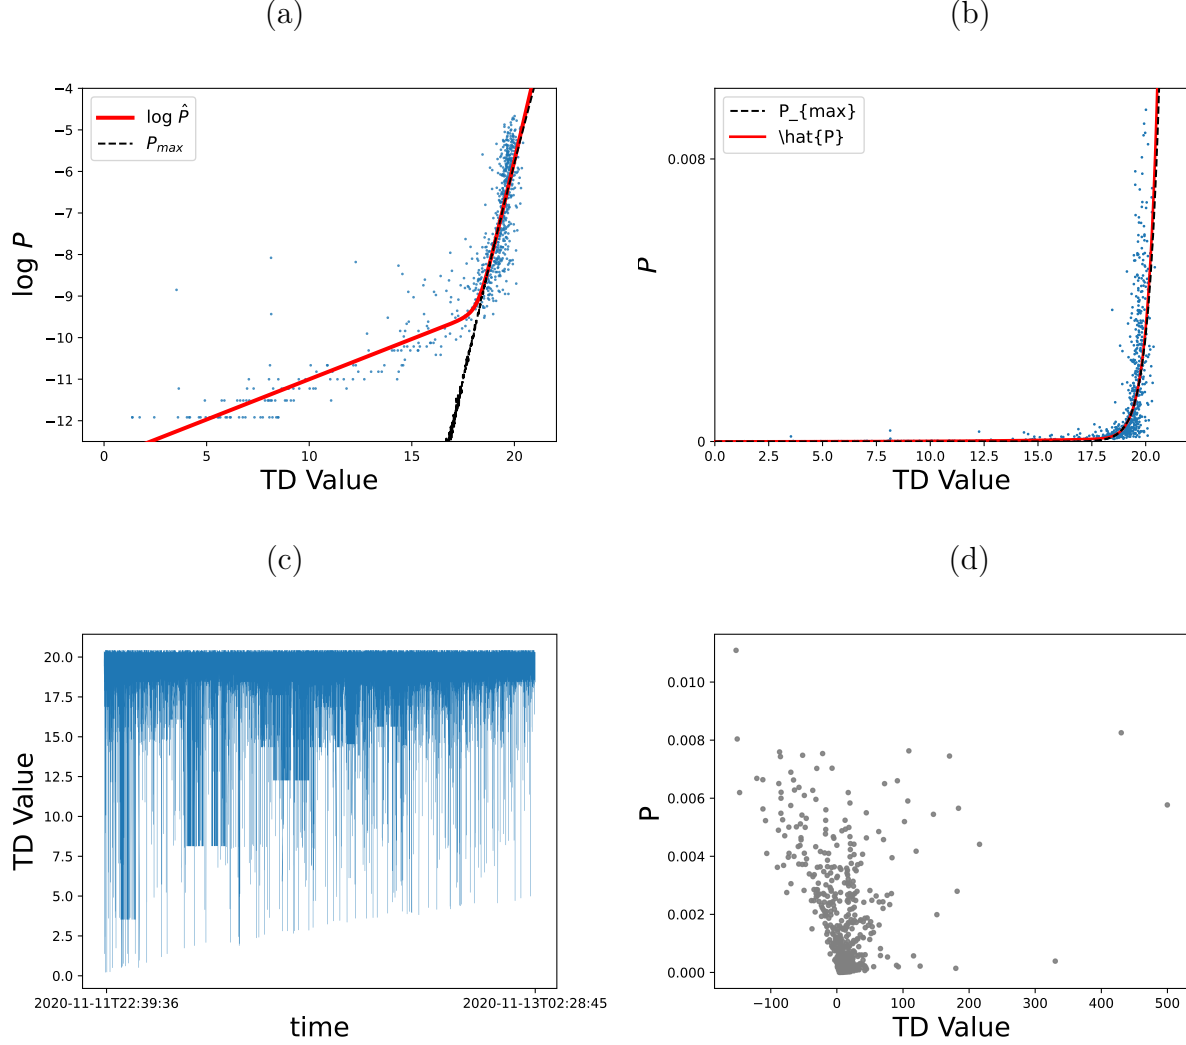 (a)
(b)
−4
−5
−6
−7
−8
−9
−10
−11
−12
log P
log P̂
P_max
0
5
10
15
20
TD Value
0.008
0
P
P_{max}
\hat{P}
0.0
2.5
5.0
7.5
10.0
12.5
15.0
17.5
20.0
TD Value
(c)
(d)
20.0
17.5
15.0
12.5
10.0
7.5
5.0
2.5
0.0
TD Value
2020-11-11T22:39:36
2020-11-13T02:28:45
time
0.010
0.008
0.006
0.004
0.002
0.000
P
−100
0
100
200
300
400
500
TD Value